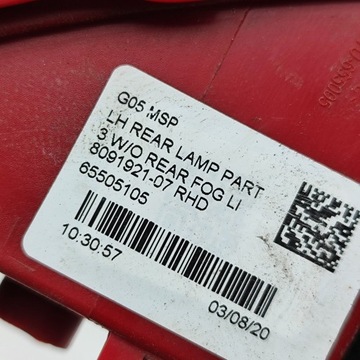 G05 MSP
LH REAR LAMP PART
3 W/O REAR FOG LI
8091921-07 RHD
65505105
10:30:57
03/08/20